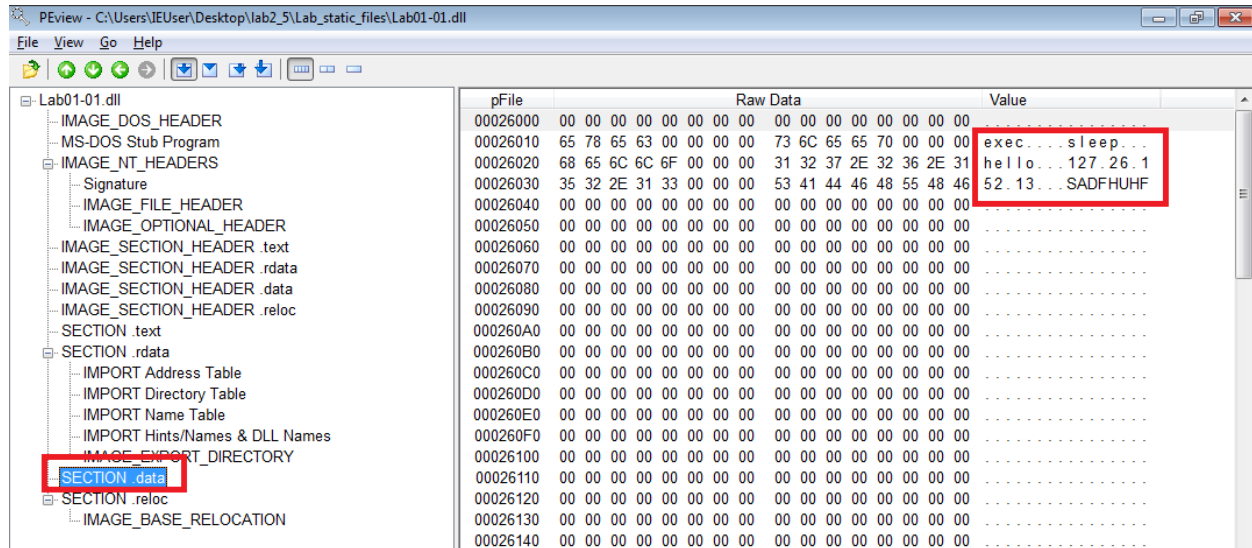 PEview - C:\Users\IEUser\Desktop\lab2_5\Lab_static_files\Lab01-01.dll
File View Go Help
Lab01-01.dll
IMAGE_DOS_HEADER
MS-DOS Stub Program
IMAGE_NT_HEADERS
Signature
IMAGE_FILE_HEADER
IMAGE_OPTIONAL_HEADER
IMAGE_SECTION_HEADER .text
IMAGE_SECTION_HEADER .rdata
IMAGE_SECTION_HEADER .data
IMAGE_SECTION_HEADER .reloc
SECTION .text
SECTION .rdata
IMPORT Address Table
IMPORT Directory Table
IMPORT Name Table
IMPORT Hints/Names & DLL Names
IMAGE_EXPORT_DIRECTORY
SECTION .data
SECTION .reloc
IMAGE_BASE_RELOCATION
pFile Raw Data Value
00026000 00 00 00 00 00 00 00 00 00 00 00 00 00 00 00 00 ................
00026010 65 78 65 63 00 00 00 00 73 6C 65 65 70 00 00 00 exec....sleep...
00026020 68 65 6C 6C 6F 00 00 00 31 32 37 2E 32 36 2E 31 hello...127.26.1
00026030 35 32 2E 31 33 00 00 00 53 41 44 46 48 55 48 46 52.13...SADFHUHF
00026040 00 00 00 00 00 00 00 00 00 00 00 00 00 00 00 00 ................
00026050 00 00 00 00 00 00 00 00 00 00 00 00 00 00 00 00 ................
00026060 00 00 00 00 00 00 00 00 00 00 00 00 00 00 00 00 ................
00026070 00 00 00 00 00 00 00 00 00 00 00 00 00 00 00 00 ................
00026080 00 00 00 00 00 00 00 00 00 00 00 00 00 00 00 00 ................
00026090 00 00 00 00 00 00 00 00 00 00 00 00 00 00 00 00 ................
000260A0 00 00 00 00 00 00 00 00 00 00 00 00 00 00 00 00 ................
000260B0 00 00 00 00 00 00 00 00 00 00 00 00 00 00 00 00 ................
000260C0 00 00 00 00 00 00 00 00 00 00 00 00 00 00 00 00 ................
000260D0 00 00 00 00 00 00 00 00 00 00 00 00 00 00 00 00 ................
000260E0 00 00 00 00 00 00 00 00 00 00 00 00 00 00 00 00 ................
000260F0 00 00 00 00 00 00 00 00 00 00 00 00 00 00 00 00 ................
00026100 00 00 00 00 00 00 00 00 00 00 00 00 00 00 00 00 ................
00026110 00 00 00 00 00 00 00 00 00 00 00 00 00 00 00 00 ................
00026120 00 00 00 00 00 00 00 00 00 00 00 00 00 00 00 00 ................
00026130 00 00 00 00 00 00 00 00 00 00 00 00 00 00 00 00 ................
00026140 00 00 00 00 00 00 00 00 00 00 00 00 00 00 00 00 ................